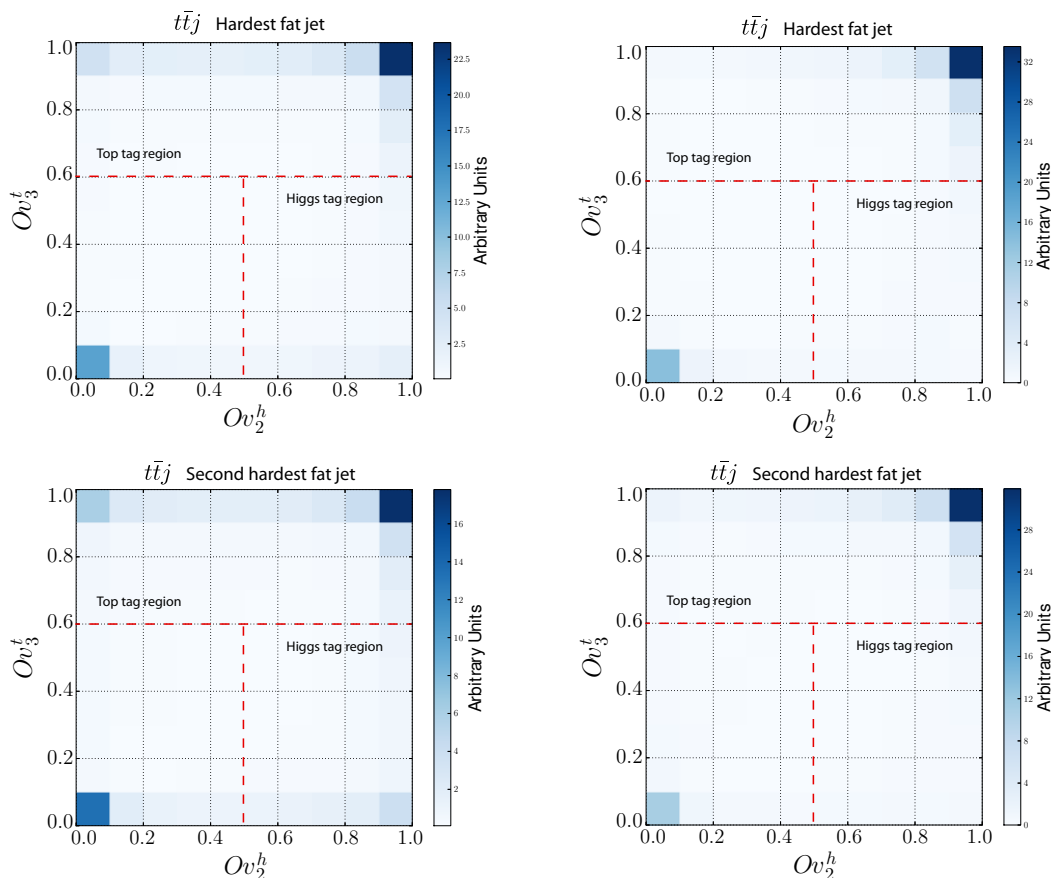 tt̄j Hardest fat jet
1.0
0.8
0.6
0.4
0.2
0.0
Ov₃ᵗ
Top tag region
Higgs tag region
0.0 0.2 0.4 0.6 0.8 1.0
Ov₂ʰ
22.5
20.0
17.5
15.0
12.5
10.0
7.5
5.0
2.5
Arbitrary Units
tt̄j Hardest fat jet
1.0
0.8
0.6
0.4
0.2
0.0
Ov₃ᵗ
Top tag region
Higgs tag region
0.0 0.2 0.4 0.6 0.8 1.0
Ov₂ʰ
32
28
24
20
16
12
8
4
0
Arbitrary Units
tt̄j Second hardest fat jet
1.0
0.8
0.6
0.4
0.2
0.0
Ov₃ᵗ
Top tag region
Higgs tag region
0.0 0.2 0.4 0.6 0.8 1.0
Ov₂ʰ
16
14
12
10
8
6
4
2
Arbitrary Units
tt̄j Second hardest fat jet
1.0
0.8
0.6
0.4
0.2
0.0
Ov₃ᵗ
Top tag region
Higgs tag region
0.0 0.2 0.4 0.6 0.8 1.0
Ov₂ʰ
28
24
20
16
12
8
4
0
Arbitrary Units